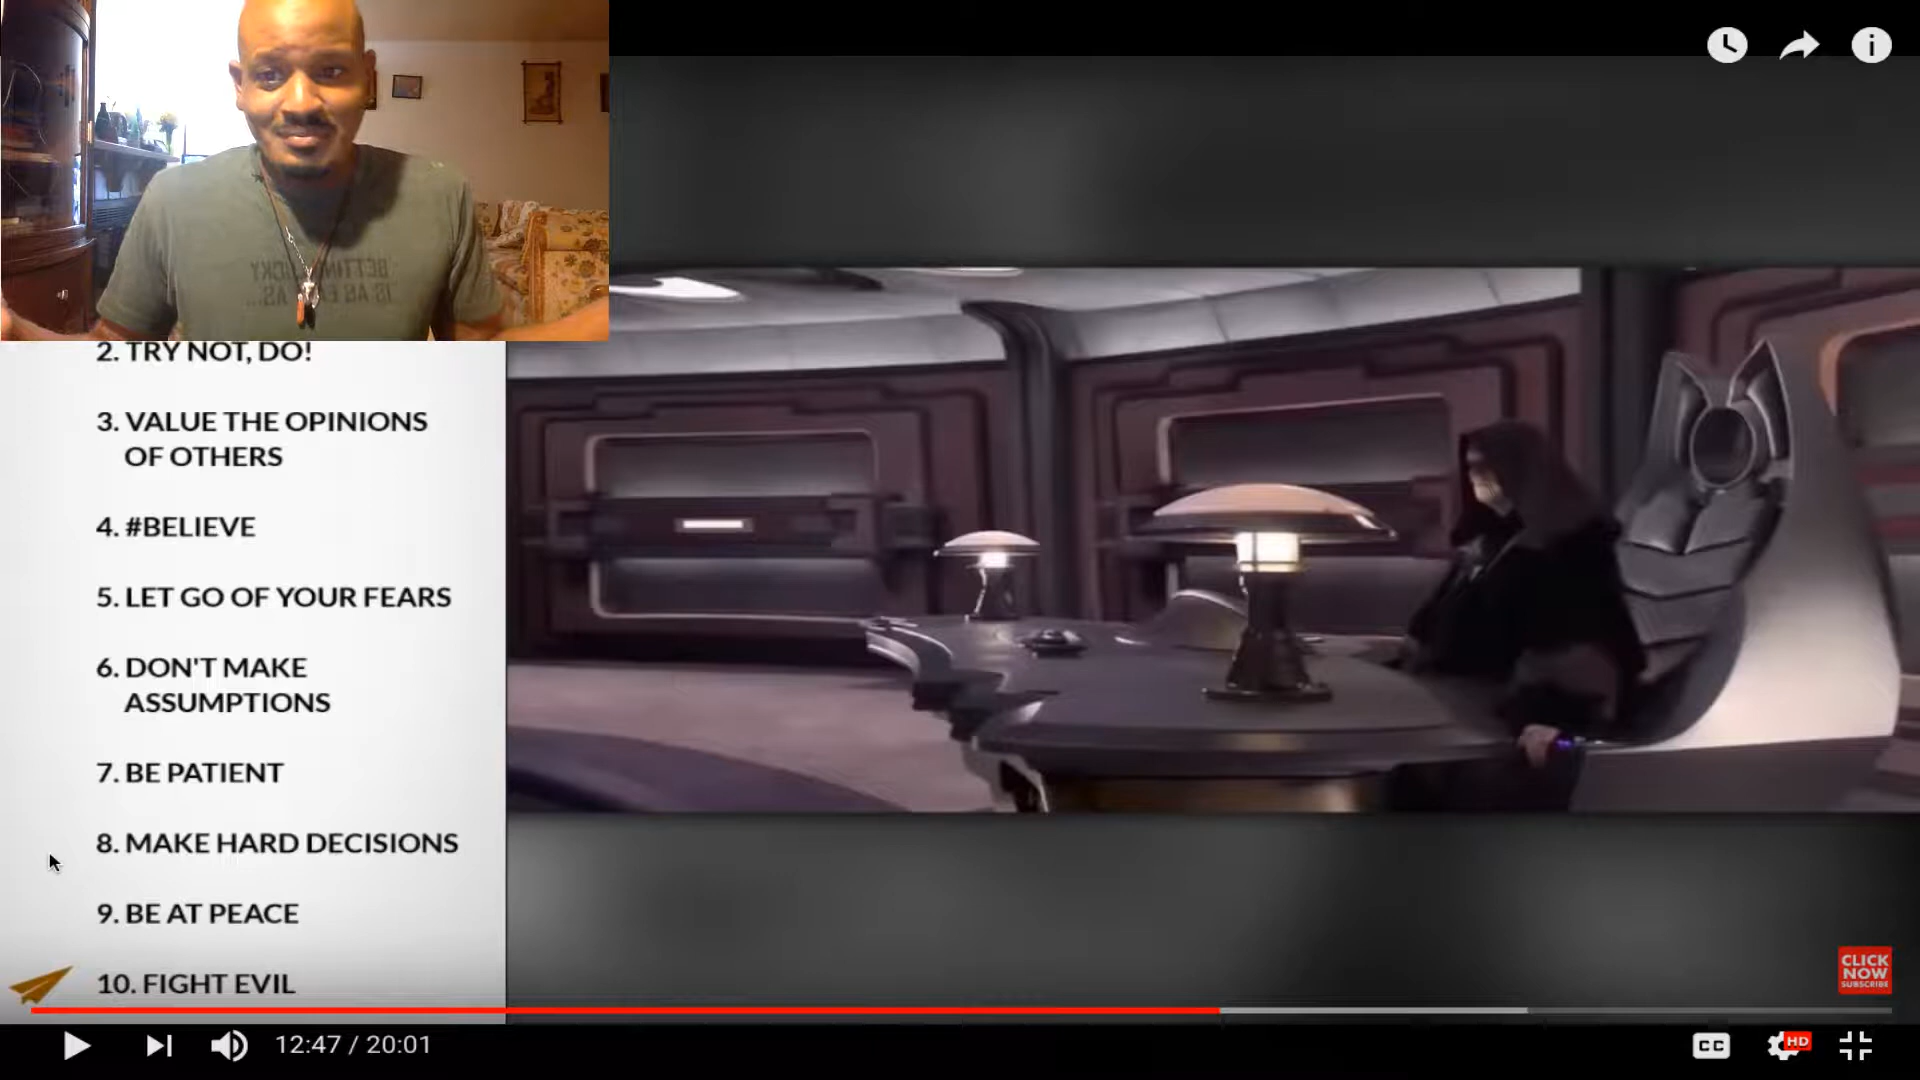 2. TRY NOT, DO!
3. VALUE THE OPINIONS
OF OTHERS
4. #BELIEVE
5. LET GO OF YOUR FEARS
6. DON'T MAKE
ASSUMPTIONS
7. BE PATIENT
8. MAKE HARD DECISIONS
9. BE AT PEACE
10. FIGHT EVIL
CLICK
NOW
SUBSCRIBE
12:47 / 20:01
CC
HD